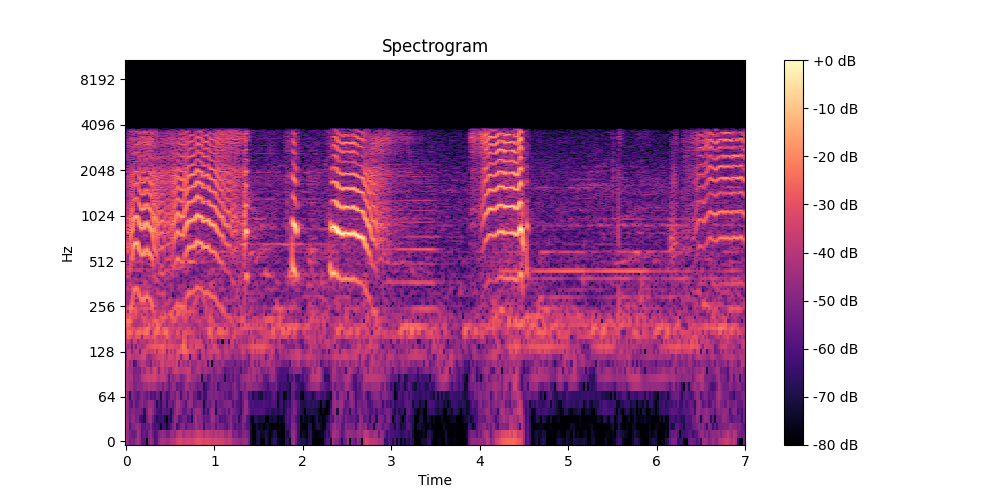 Spectrogram
8192
4096
2048
1024
512
256
128
64
0
Hz
0 1 2 3 4 5 6 7
Time
+0 dB
-10 dB
-20 dB
-30 dB
-40 dB
-50 dB
-60 dB
-70 dB
-80 dB